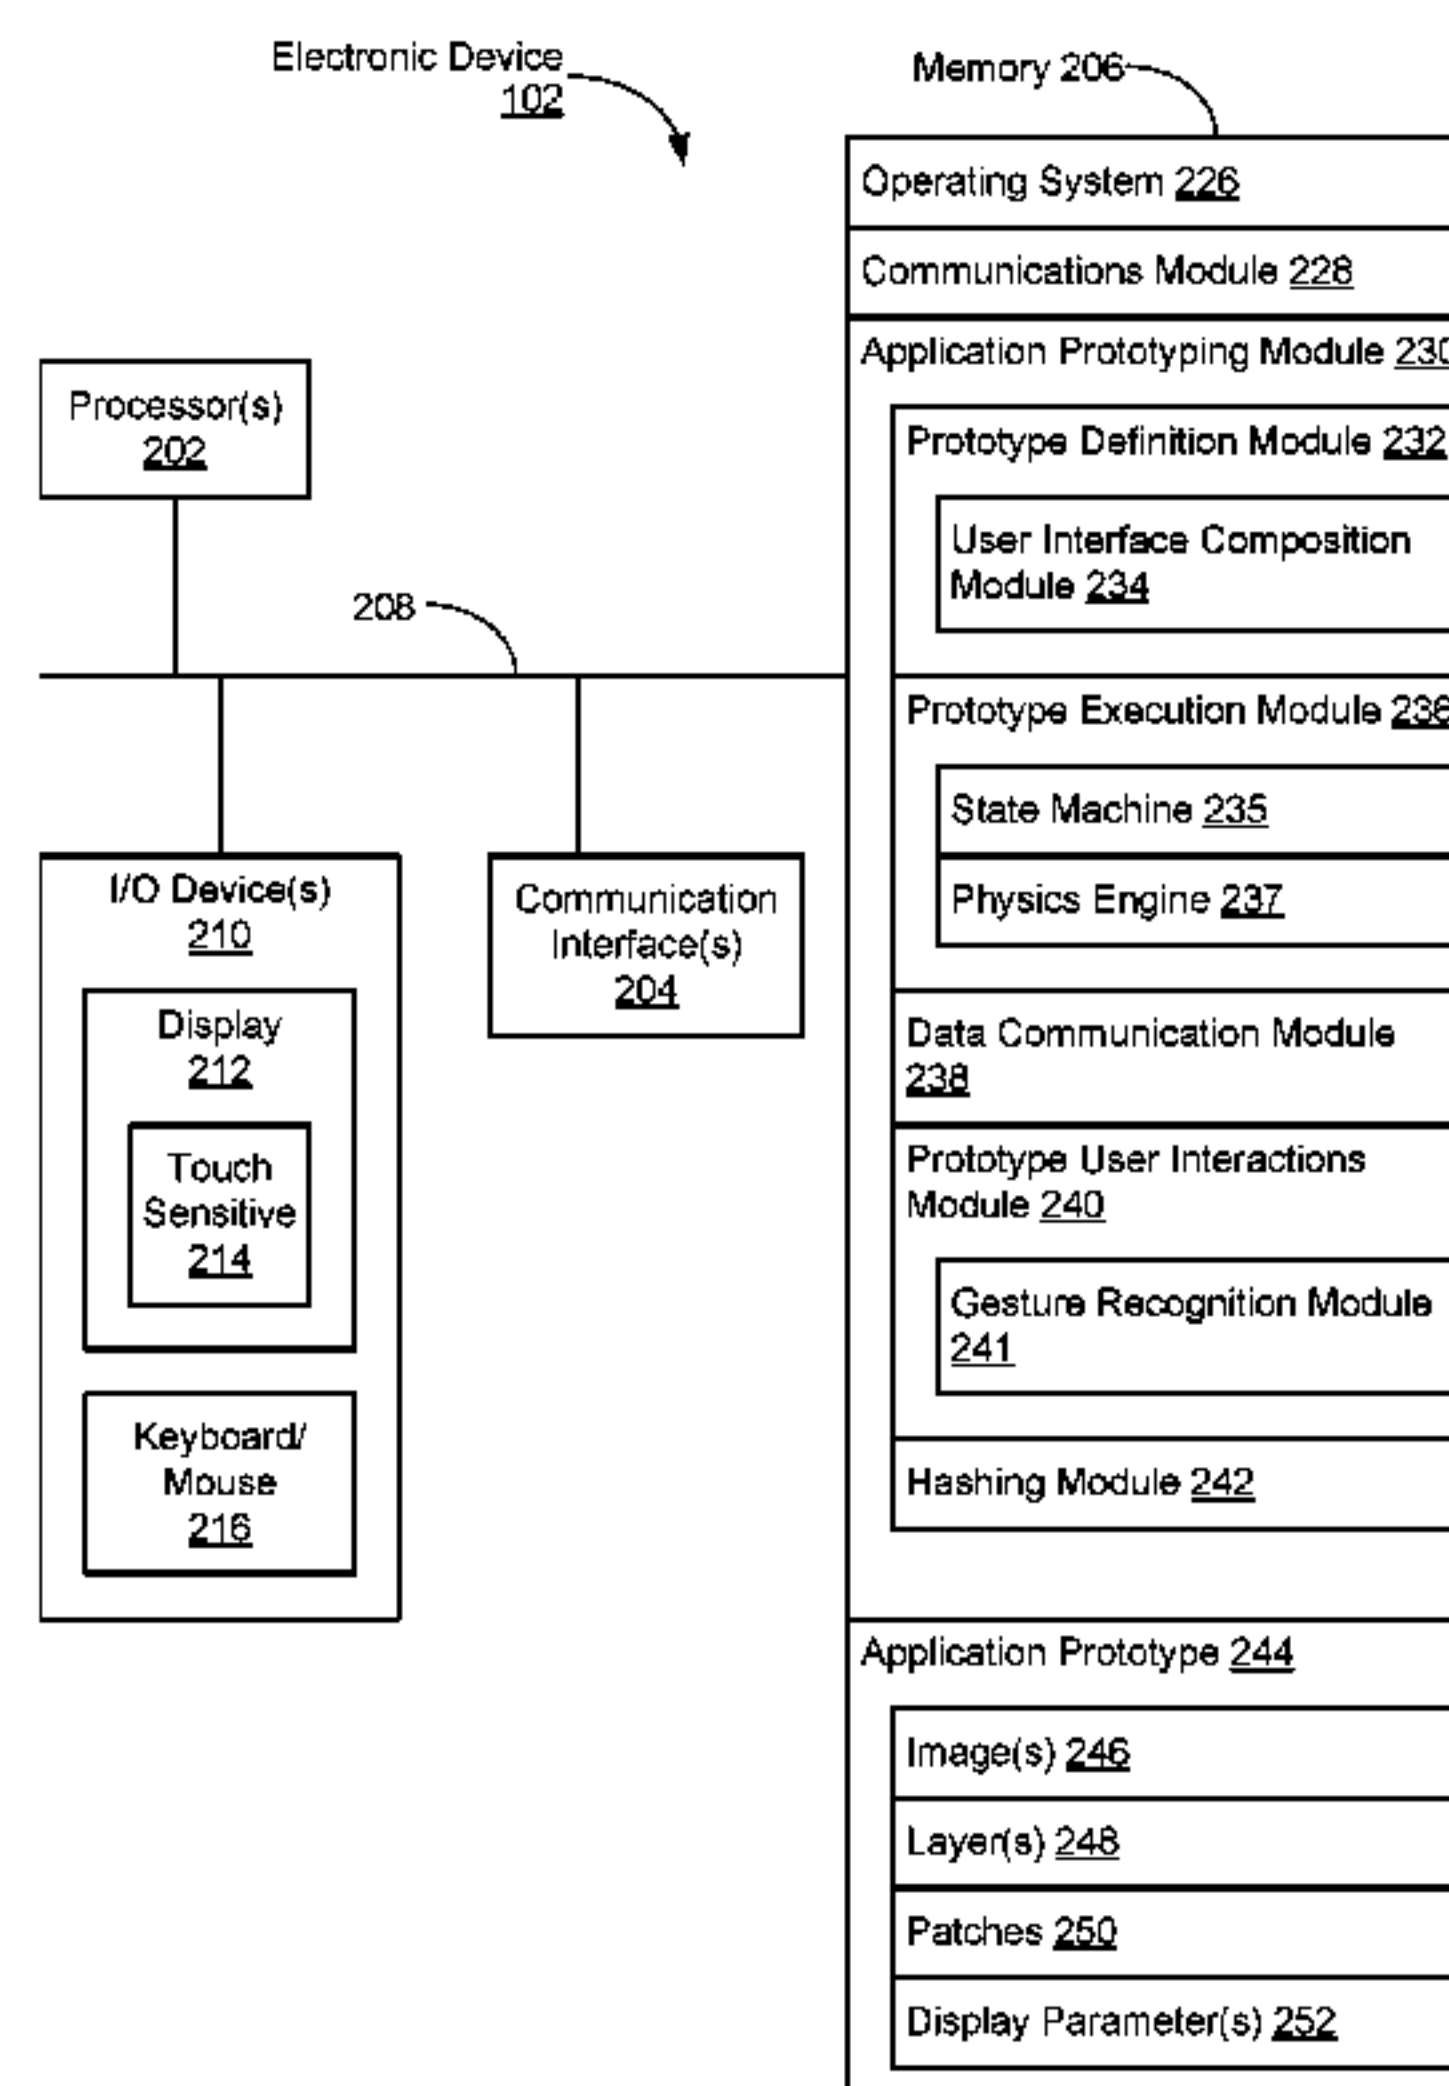 Electronic Device
102
Memory 206
Operating System 226
Communications Module 228
Application Prototyping Module 230
Prototype Definition Module 232
User Interface Composition
Module 234
Prototype Execution Module 236
State Machine 235
Physics Engine 237
Data Communication Module
238
Prototype User Interactions
Module 240
Gesture Recognition Module
241
Hashing Module 242
Application Prototype 244
Image(s) 246
Layer(s) 248
Patches 250
Display Parameter(s) 252
Processor(s)
202
208
I/O Device(s)
210
Display
212
Touch
Sensitive
214
Keyboard/
Mouse
216
Communication
Interface(s)
204